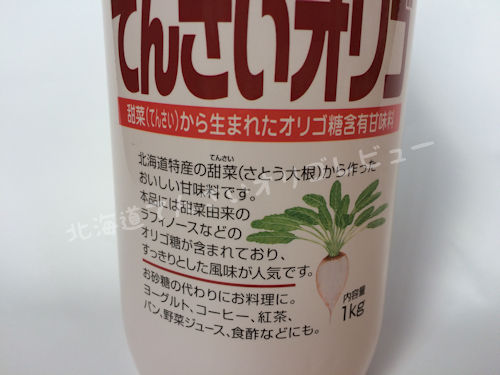 てんさいオリゴ
甜菜(てんさい)から生まれたオリゴ糖含有甘味料
てんさい
北海道特産の甜菜(さとう大根)から作った
おいしい甘味料です。
本品には甜菜由来の
ラフィノースなどの
オリゴ糖が含まれており、
すっきりとした風味が人気です。
お砂糖の代わりにお料理に。
ヨーグルト、コーヒー、紅茶、
パン、野菜ジュース、食酢などにも。
内容量
1kg